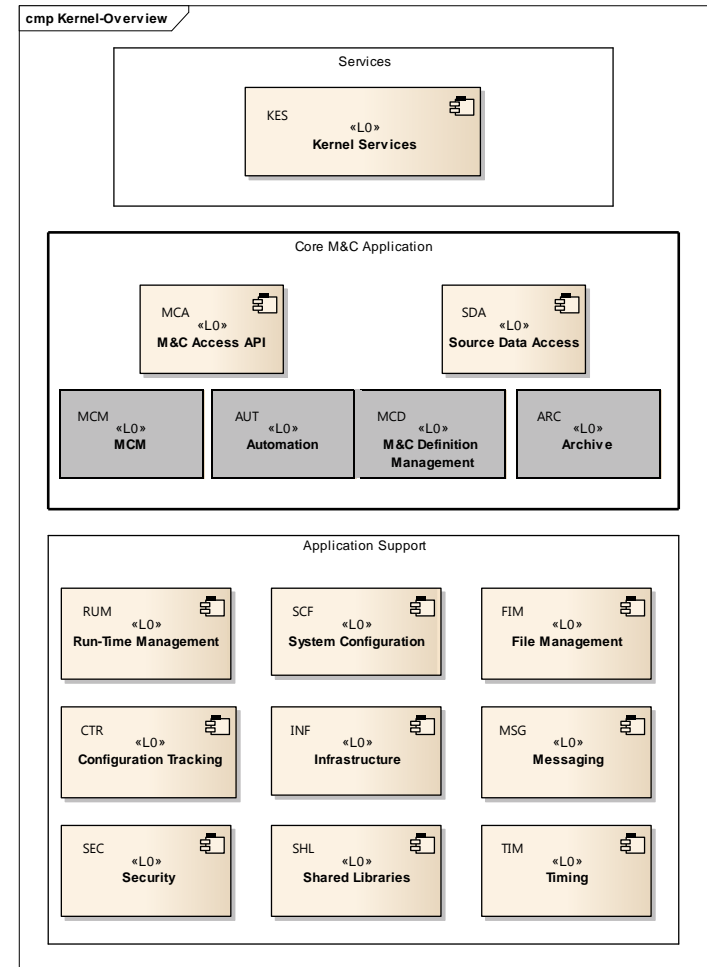 cmp Kernel-Overview
Services
KES
«L0»
Kernel Services
Core M&C Application
MCA
«L0»
M&C Access API
SDA
«L0»
Source Data Access
MCM
«L0»
MCM
AUT
«L0»
Automation
MCD
«L0»
M&C Definition
Management
ARC
«L0»
Archive
Application Support
RUM
«L0»
Run-Time Management
SCF
«L0»
System Configuration
FIM
«L0»
File Management
CTR
«L0»
Configuration Tracking
INF
«L0»
Infrastructure
MSG
«L0»
Messaging
SEC
«L0»
Security
SHL
«L0»
Shared Libraries
TIM
«L0»
Timing